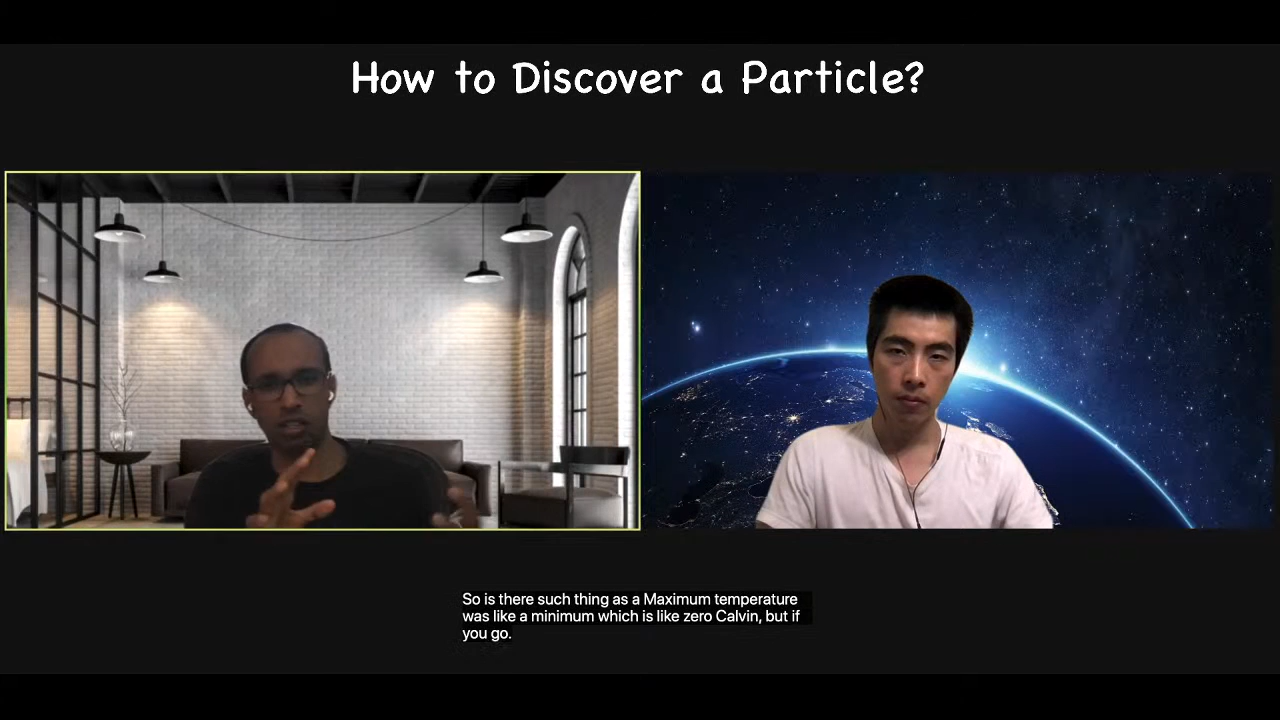 How to Discover a Particle?
So is there such thing as a Maximum temperature
was like a minimum which is like zero Calvin, but if
you go.